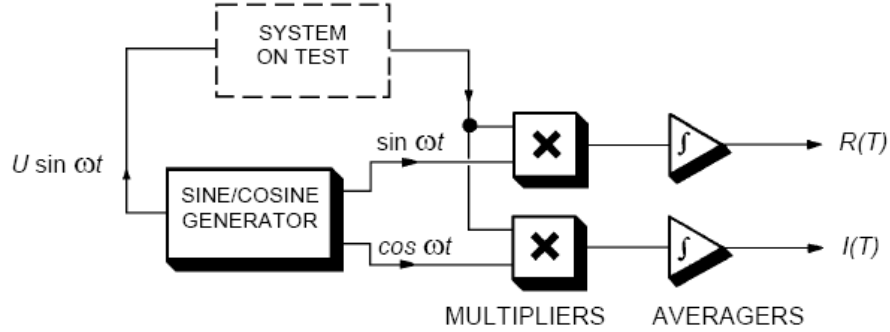 SYSTEM
ON TEST
sin ωt
R(T)
U sin ωt
SINE/COSINE
GENERATOR
×
∫
cos ωt
×
∫
I(T)
MULTIPLIERS
AVERAGERS